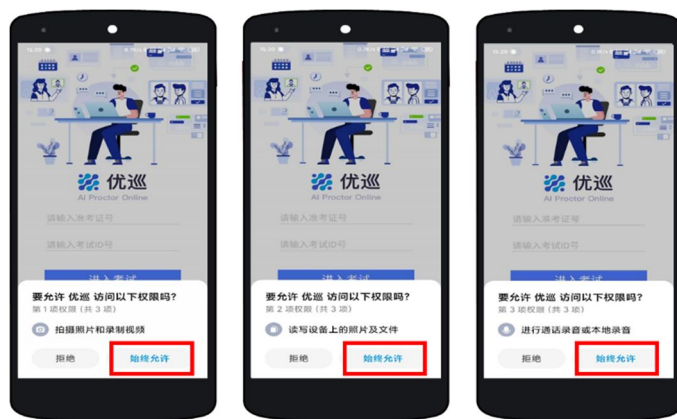 优巡
AI Proctor Online
请输入准考证号
请输入考试ID号
进入考试
要允许 优巡 访问以下权限吗?
第 1 项权限 (共 3 项)
拍摄照片和录制视频
拒绝
始终允许
优巡
AI Proctor Online
请输入准考证号
请输入考试ID号
进入考试
要允许 优巡 访问以下权限吗?
第 2 项权限 (共 3 项)
读写设备上的照片及文件
拒绝
始终允许
优巡
AI Proctor Online
请输入准考证号
请输入考试ID号
进入考试
要允许 优巡 访问以下权限吗?
第 3 项权限 (共 3 项)
进行通话录音或本地录音
拒绝
始终允许